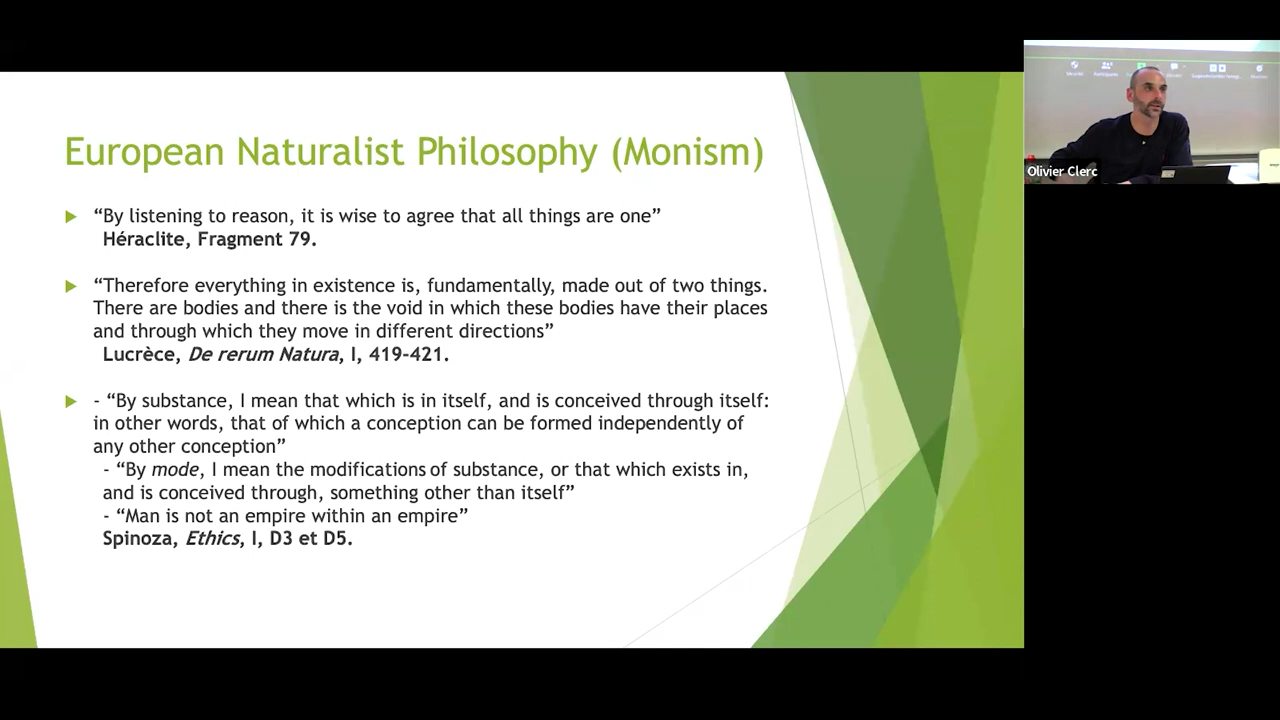 European Naturalist Philosophy (Monism)
“By listening to reason, it is wise to agree that all things are one”
Héraclite, Fragment 79.
“Therefore everything in existence is, fundamentally, made out of two things.
There are bodies and there is the void in which these bodies have their places
and through which they move in different directions”
Lucrèce, De rerum Natura, I, 419-421.
- “By substance, I mean that which is in itself, and is conceived through itself:
in other words, that of which a conception can be formed independently of
any other conception”
- “By mode, I mean the modifications of substance, or that which exists in,
and is conceived through, something other than itself”
- “Man is not an empire within an empire”
Spinoza, Ethics, I, D3 et D5.
Olivier Clerc